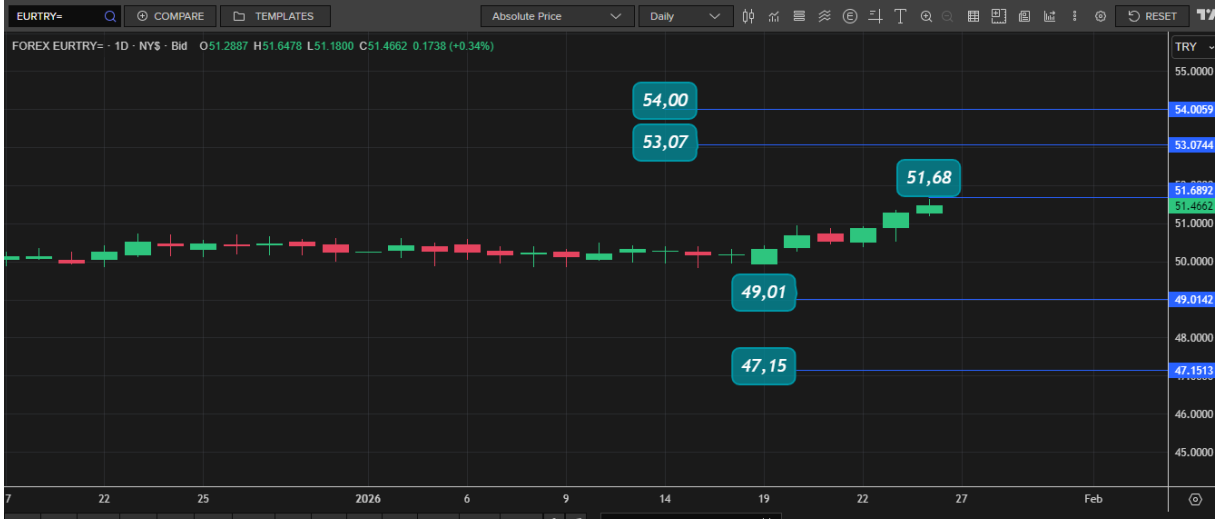 EURTRY=
COMPARE
TEMPLATES
Absolute Price
Daily
RESET
FOREX EURTRY= · 1D · NY$ · Bid O51.2887 H51.6478 L51.1800 C51.4662 0.1738 (+0.34%)
TRY
55.0000
54,00
54.0059
53,07
53.0744
51,68
51.6892
51.4662
51.0000
50.0000
49,01
49.0142
48.0000
47,15
47.1513
46.0000
45.0000
7 22 25 2026 6 9 14 19 22 27 Feb